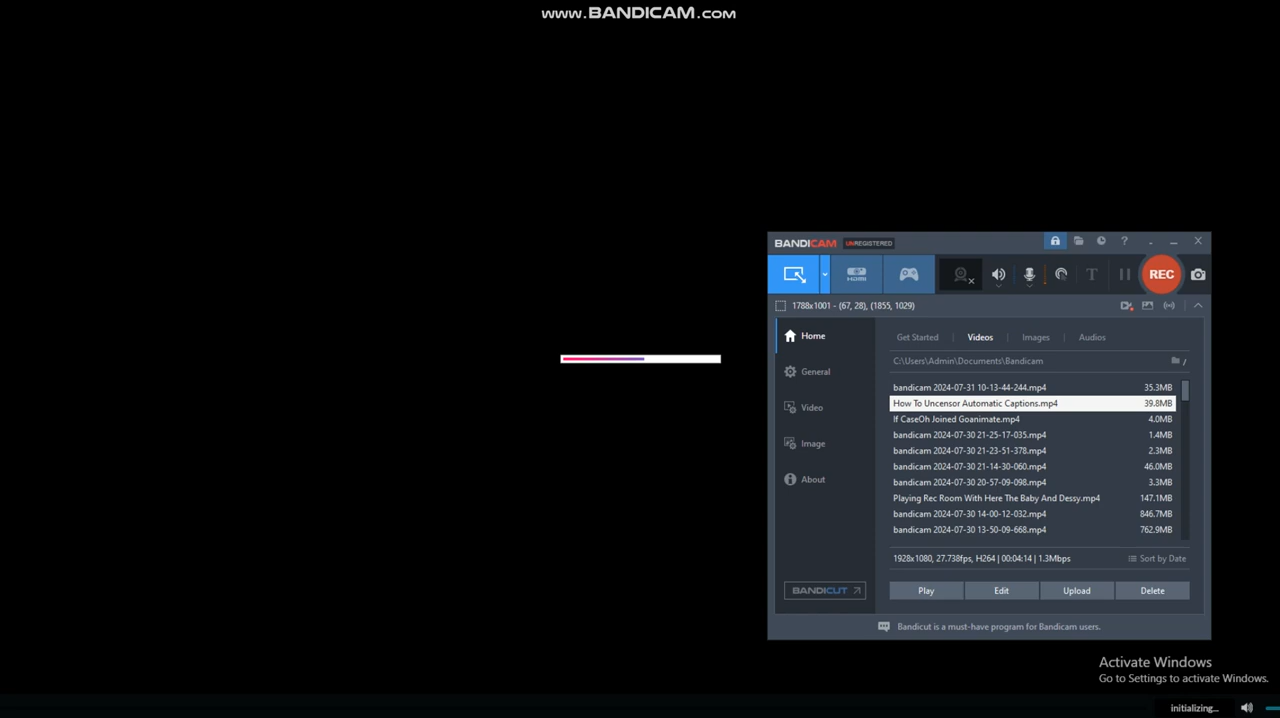 www.BANDICAM.com
BANDICAM UNREGISTERED
?
HDMI
T
REC
1788x1001 - (67, 28), (1855, 1029)
Home
General
Video
Image
About
BANDICUT
Get Started Videos Images Audios
C:\Users\Admin\Documents\Bandicam
bandicam 2024-07-31 10-13-44-244.mp4 35.3MB
How To Uncensor Automatic Captions.mp4 39.8MB
If CaseOh Joined Goanimate.mp4 4.0MB
bandicam 2024-07-30 21-25-17-035.mp4 1.4MB
bandicam 2024-07-30 21-23-51-378.mp4 2.3MB
bandicam 2024-07-30 21-14-30-060.mp4 46.0MB
bandicam 2024-07-30 20-57-09-098.mp4 3.3MB
Playing Rec Room With Here The Baby And Dessy.mp4 147.1MB
bandicam 2024-07-30 14-00-12-032.mp4 846.7MB
bandicam 2024-07-30 13-50-09-668.mp4 762.9MB
1928x1080, 27.738fps, H264 | 00:04:14 | 1.3Mbps Sort by Date
Play Edit Upload Delete
Bandicut is a must-have program for Bandicam users.
Activate Windows
Go to Settings to activate Windows.
initializing...